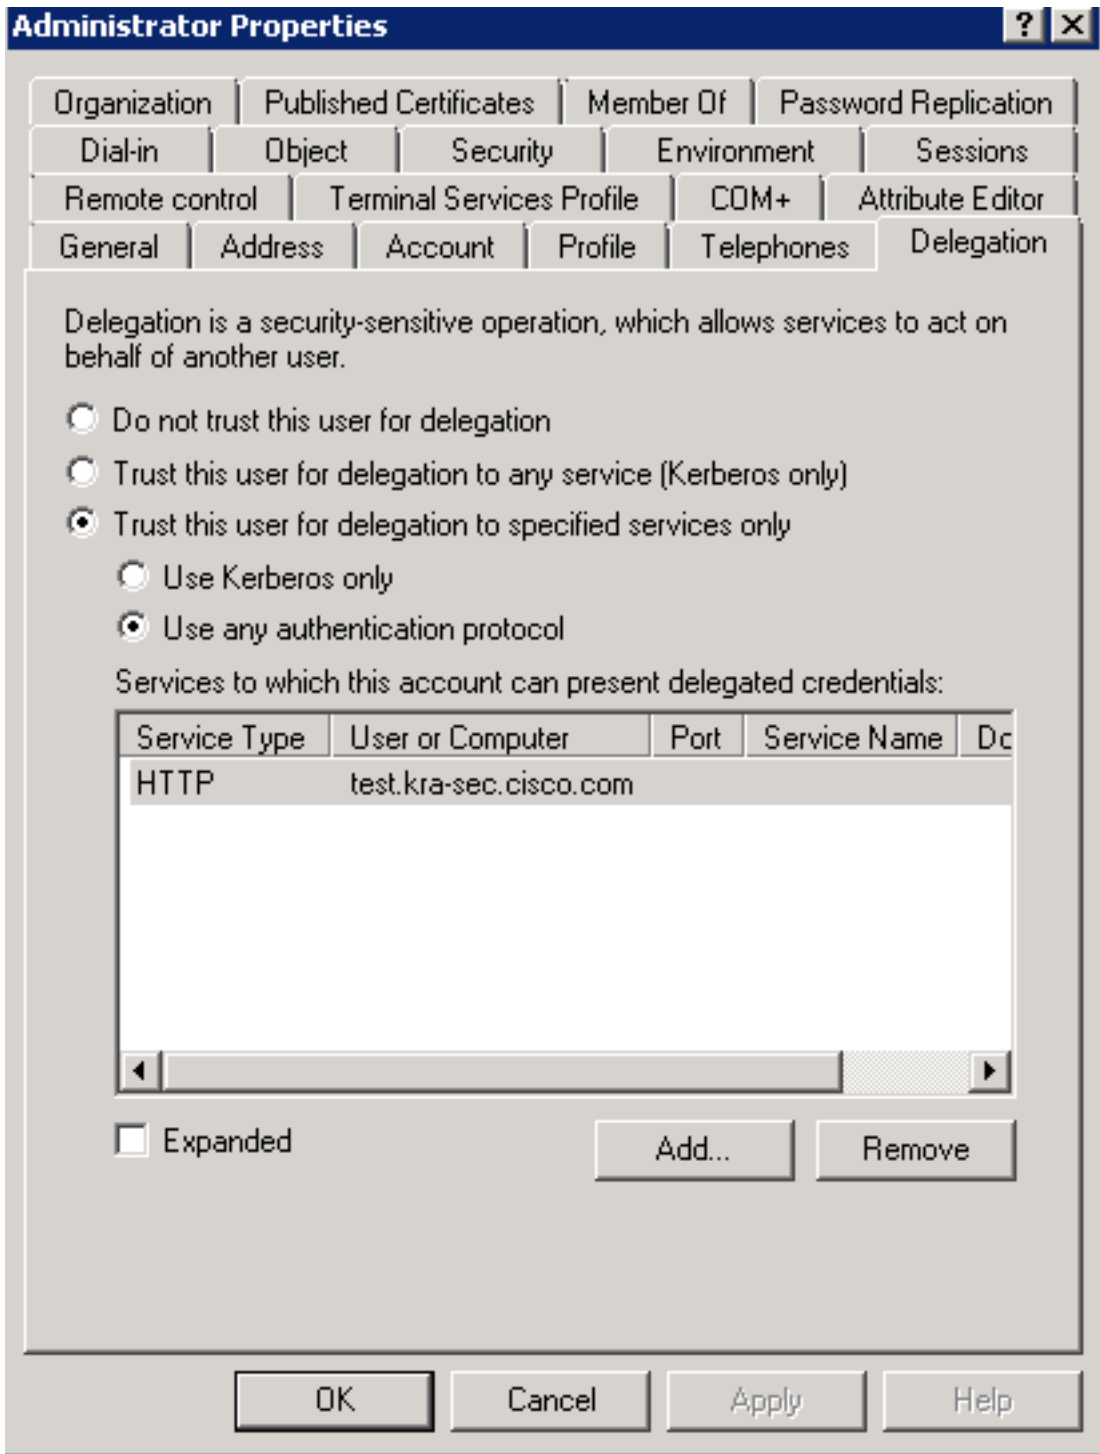 Administrator Properties
Organization Published Certificates Member Of Password Replication
Dial-in Object Security Environment Sessions
Remote control Terminal Services Profile COM+ Attribute Editor
General Address Account Profile Telephones Delegation
Delegation is a security-sensitive operation, which allows services to act on
behalf of another user.
Do not trust this user for delegation
Trust this user for delegation to any service (Kerberos only)
Trust this user for delegation to specified services only
Use Kerberos only
Use any authentication protocol
Services to which this account can present delegated credentials:
Service Type User or Computer Port Service Name Dc
HTTP test.kra-sec.cisco.com
Expanded Add... Remove
OK Cancel Apply Help